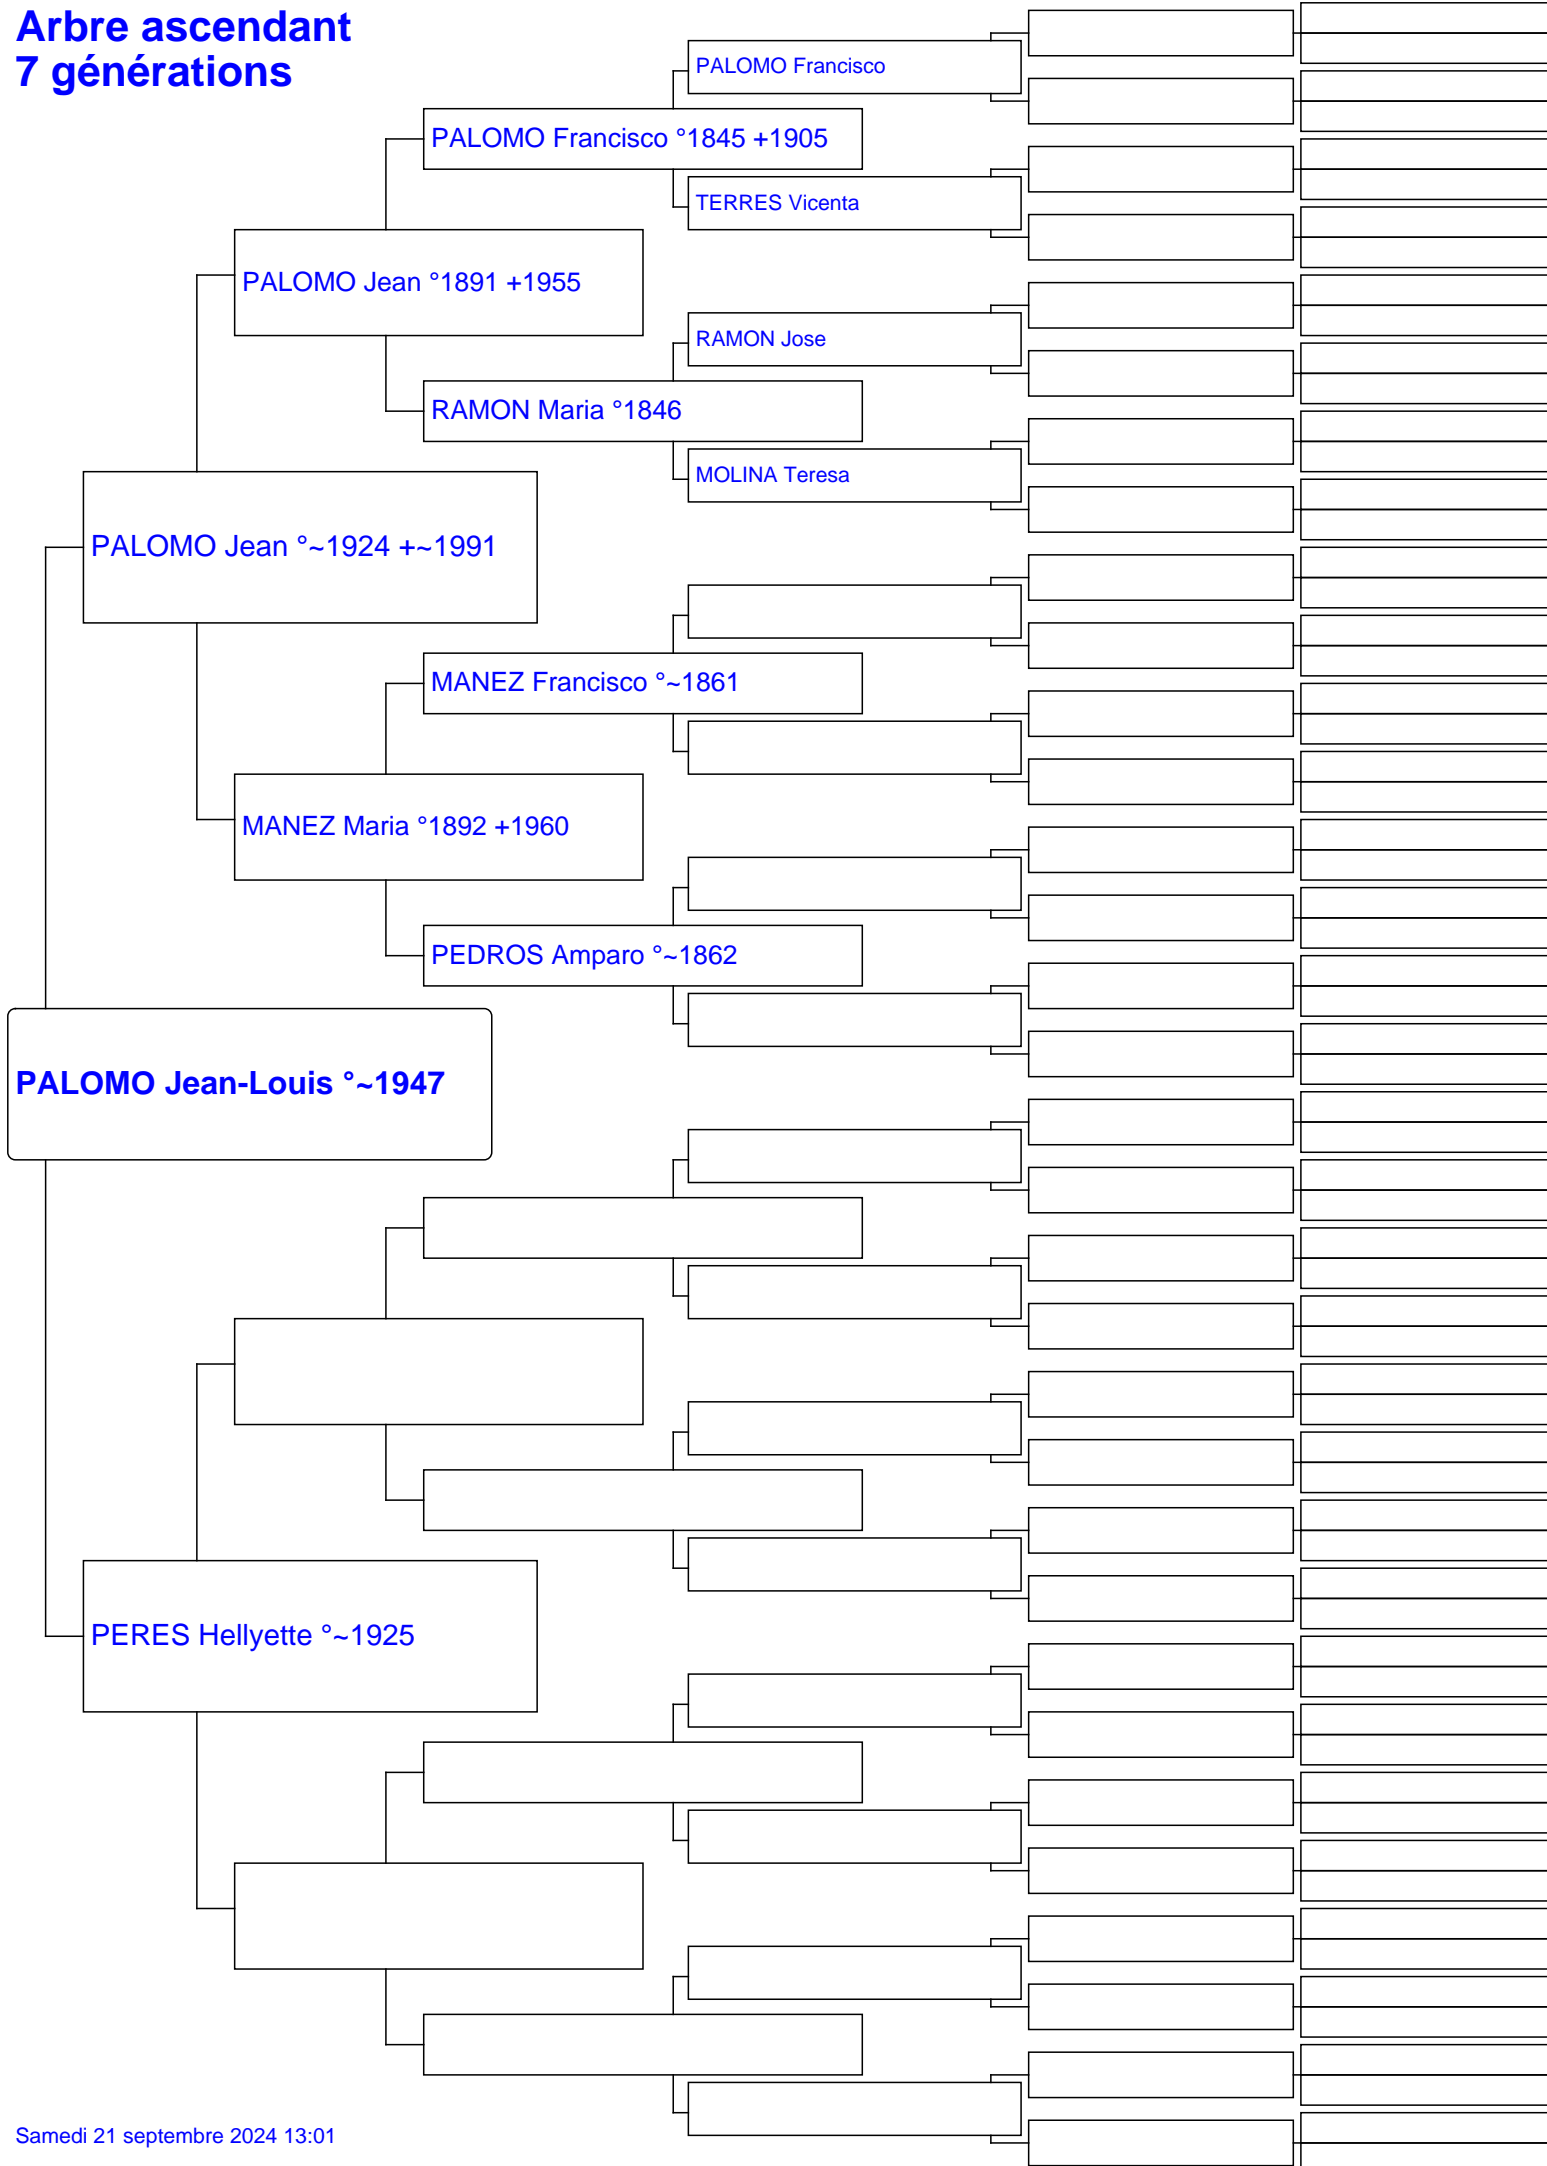 Arbre ascendant
7 générations
PALOMO Francisco
PALOMO Francisco °1845 +1905
TERRES Vicenta
PALOMO Jean °1891 +1955
RAMON Jose
RAMON Maria °1846
MOLINA Teresa
PALOMO Jean °~1924 +~1991
MANEZ Francisco °~1861
MANEZ Maria °1892 +1960
PEDROS Amparo °~1862
PALOMO Jean-Louis °~1947
PERES Hellyette °~1925
Samedi 21 septembre 2024 13:01